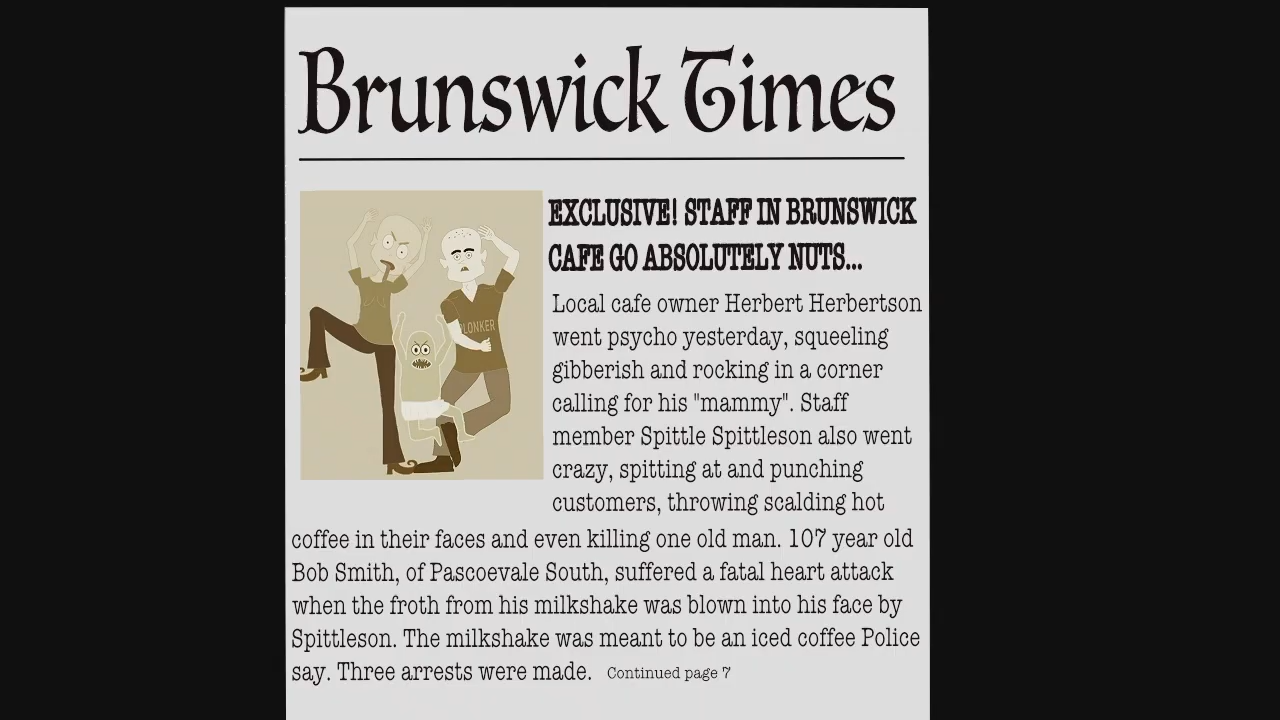 Brunswick Times
EXCLUSIVE! STAFF IN BRUNSWICK
CAFE GO ABSOLUTELY NUTS...
Local cafe owner Herbert Herbertson
went psycho yesterday, squeeling
gibberish and rocking in a corner
calling for his "mammy". Staff
member Spittle Spittleson also went
crazy, spitting at and punching
customers, throwing scalding hot
PLONKER
coffee in their faces and even killing one old man. 107 year old
Bob Smith, of Pascoevale South, suffered a fatal heart attack
when the froth from his milkshake was blown into his face by
Spittleson. The milkshake was meant to be an iced coffee Police
say. Three arrests were made. Continued page 7